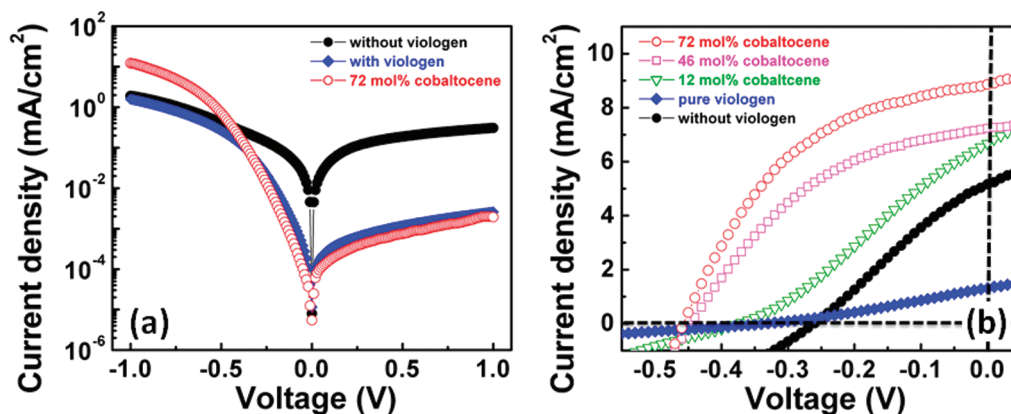 Current density (mA/cm²)
10²
10⁰
10⁻²
10⁻⁴
10⁻⁶
without viologen
with viologen
72 mol% cobaltocene
(a)
-1.0 -0.5 0.0 0.5 1.0
Voltage (V)
Current density (mA/cm²)
10
8
6
4
2
0
72 mol% cobaltocene
46 mol% cobaltocene
12 mol% cobaltcene
pure viologen
without viologen
(b)
-0.5 -0.4 -0.3 -0.2 -0.1 0.0
Voltage (V)